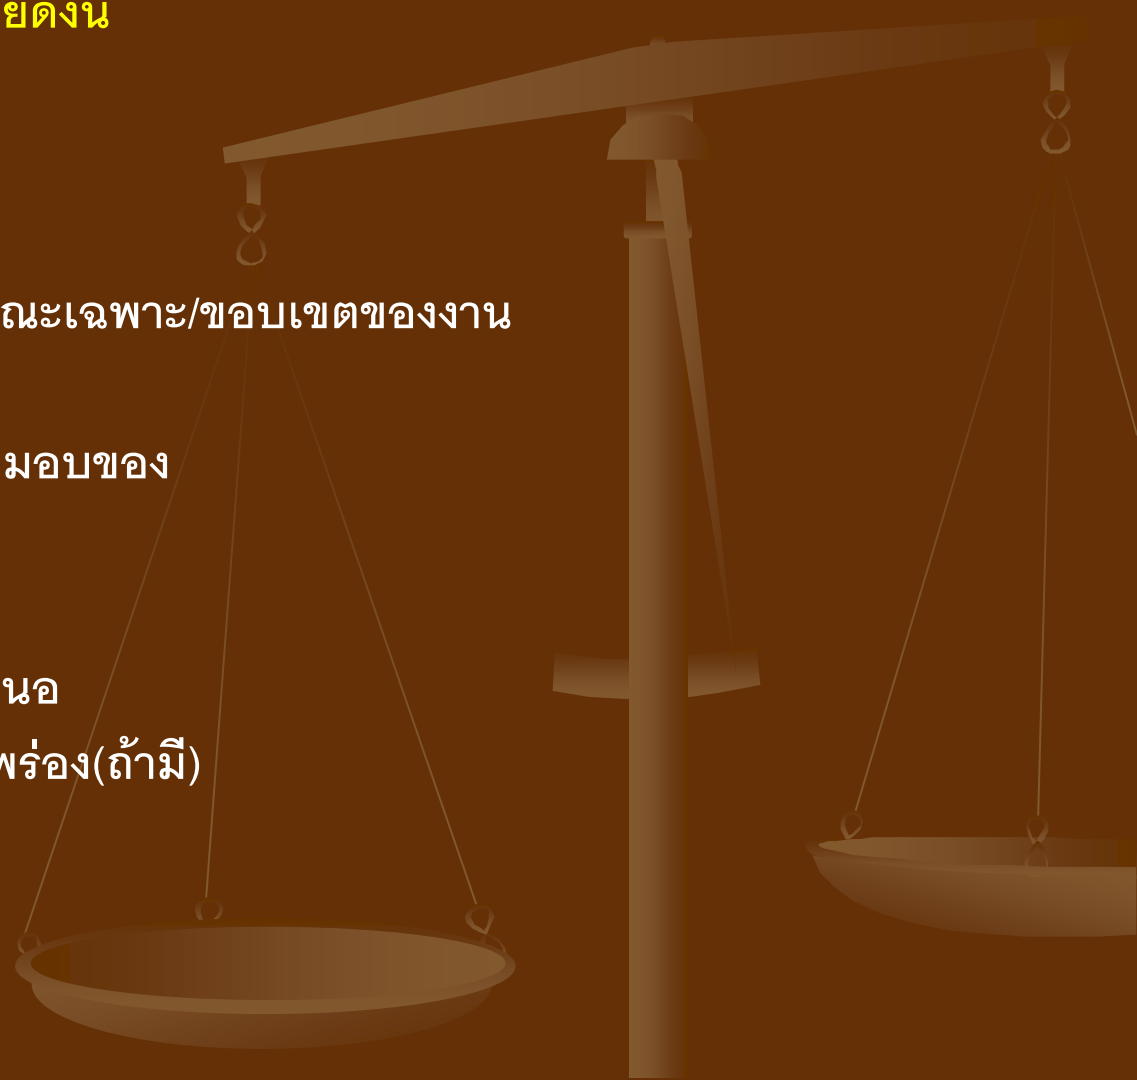 ยดงน
ณะเฉพาะ/ขอบเขตของงาน
มอบของ
นอ
พร่อง(ถ้ามี)